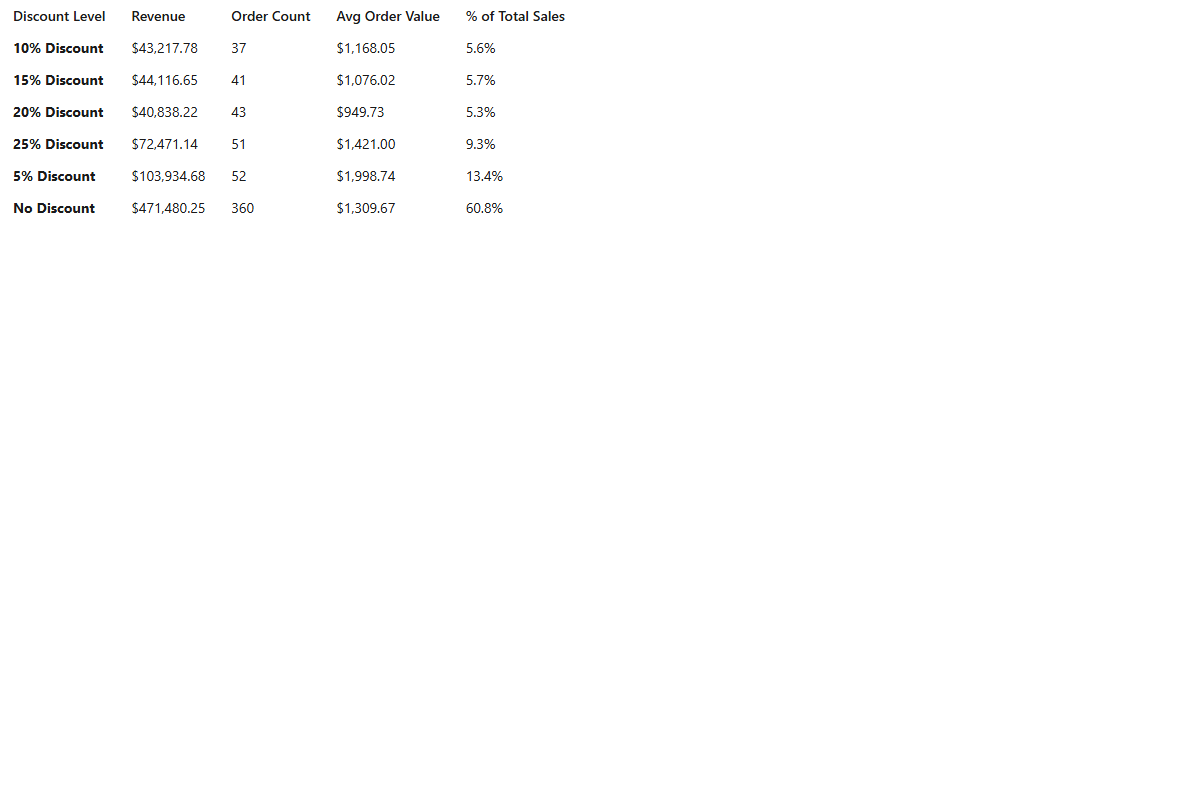 Discount Level Revenue Order Count Avg Order Value % of Total Sales
10% Discount $43,217.78 37 $1,168.05 5.6%
15% Discount $44,116.65 41 $1,076.02 5.7%
20% Discount $40,838.22 43 $949.73 5.3%
25% Discount $72,471.14 51 $1,421.00 9.3%
5% Discount $103,934.68 52 $1,998.74 13.4%
No Discount $471,480.25 360 $1,309.67 60.8%